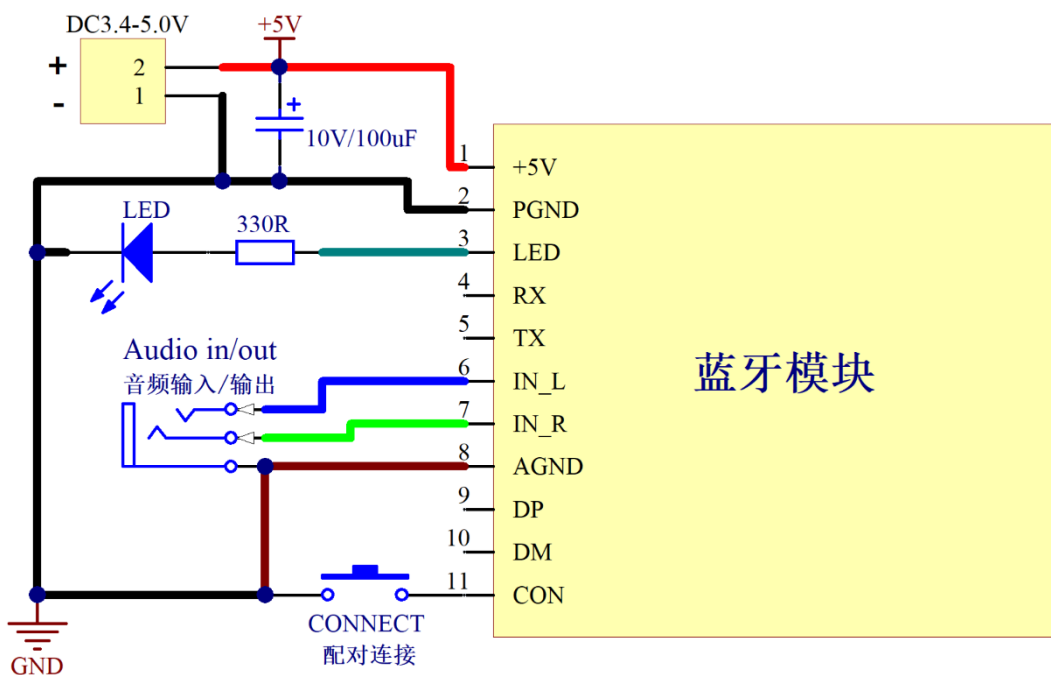 DC3.4-5.0V
+5V
+
2
-
1
+
10V/100uF
1
+5V
2
PGND
LED
330R
3
LED
4
RX
5
TX
Audio in/out
音频输入/输出
6
IN_L
蓝牙模块
7
IN_R
8
AGND
9
DP
10
DM
11
CON
CONNECT
配对连接
GND